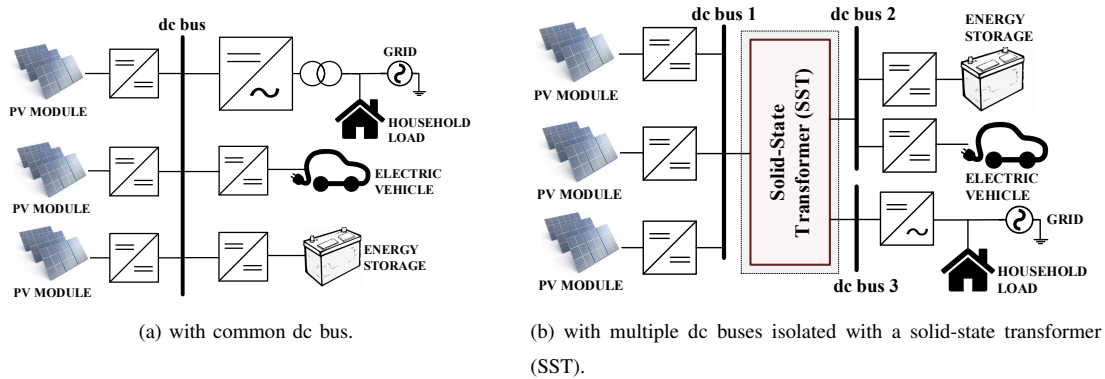 dc bus
PV MODULE
GRID
HOUSEHOLD
LOAD
PV MODULE
ELECTRIC
VEHICLE
PV MODULE
ENERGY
STORAGE
(a) with common dc bus.
dc bus 1
dc bus 2
PV MODULE
ENERGY
STORAGE
Solid-State
Transformer (SST)
PV MODULE
ELECTRIC
VEHICLE
PV MODULE
GRID
HOUSEHOLD
LOAD
dc bus 3
(b) with multiple dc buses isolated with a solid-state transformer
(SST).